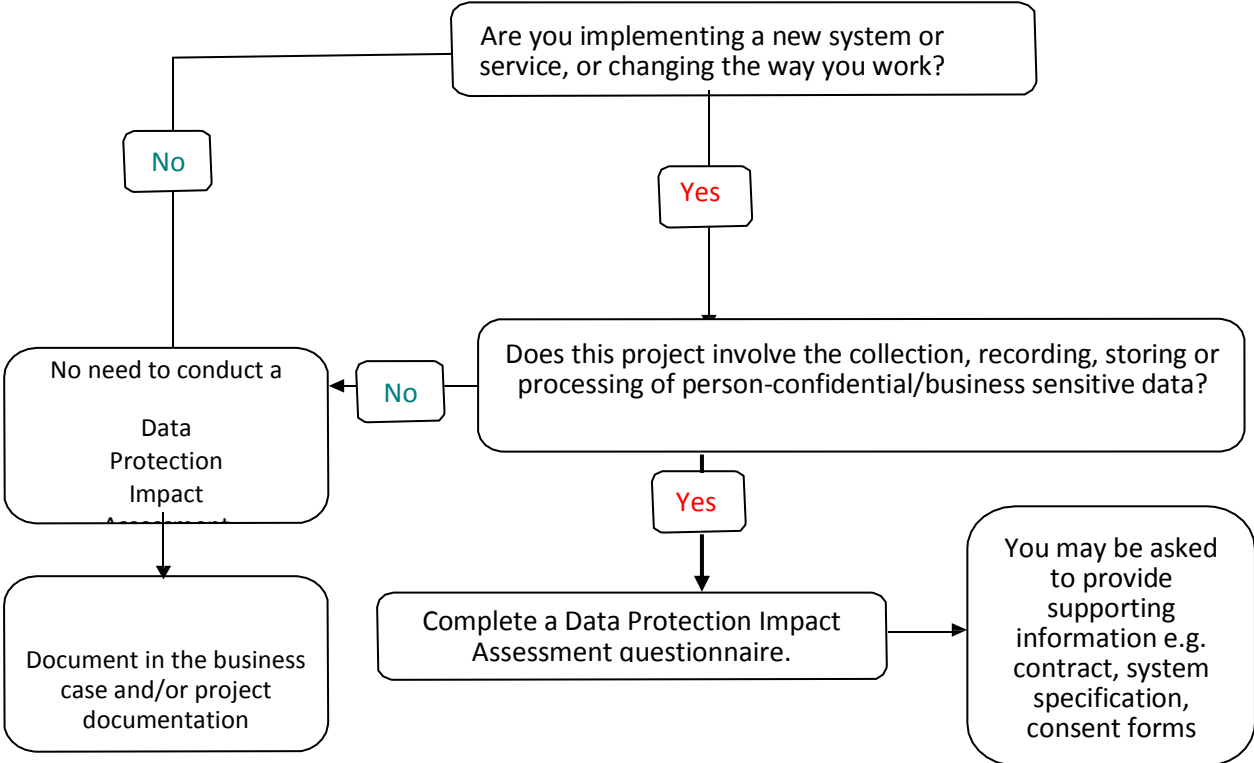 Are you implementing a new system or
service, or changing the way you work?
No
Yes
No need to conduct a
Data
Protection
Impact
Assessment
No
Does this project involve the collection, recording, storing or
processing of person-confidential/business sensitive data?
Yes
Document in the business
case and/or project
documentation
Complete a Data Protection Impact
Assessment questionnaire.
You may be asked
to provide
supporting
information e.g.
contract, system
specification,
consent forms